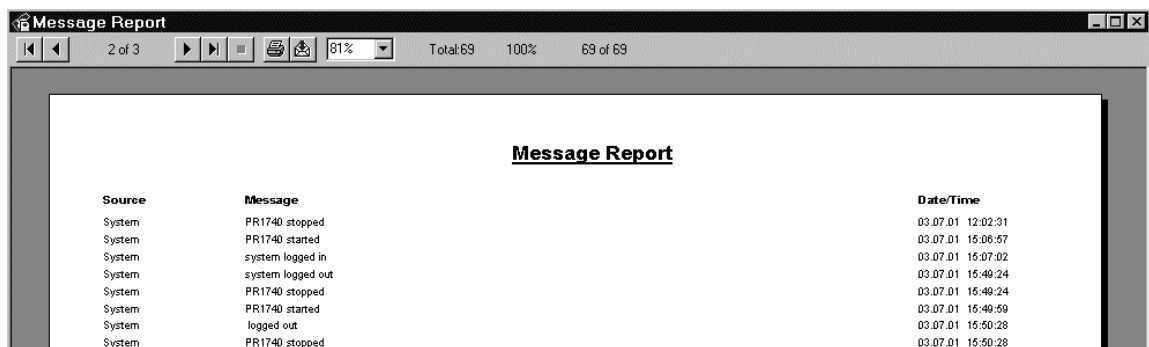 Message Report
2 of 3 81% Total:69 100% 69 of 69
Message Report
Source Message Date/Time
System PR1740 stopped 03.07.01 12:02:31
System PR1740 started 03.07.01 15:06:57
System system logged in 03.07.01 15:07:02
System system logged out 03.07.01 15:49:24
System PR1740 stopped 03.07.01 15:49:24
System PR1740 started 03.07.01 15:49:59
System logged out 03.07.01 15:50:28
System PR1740 stopped 03.07.01 15:50:28